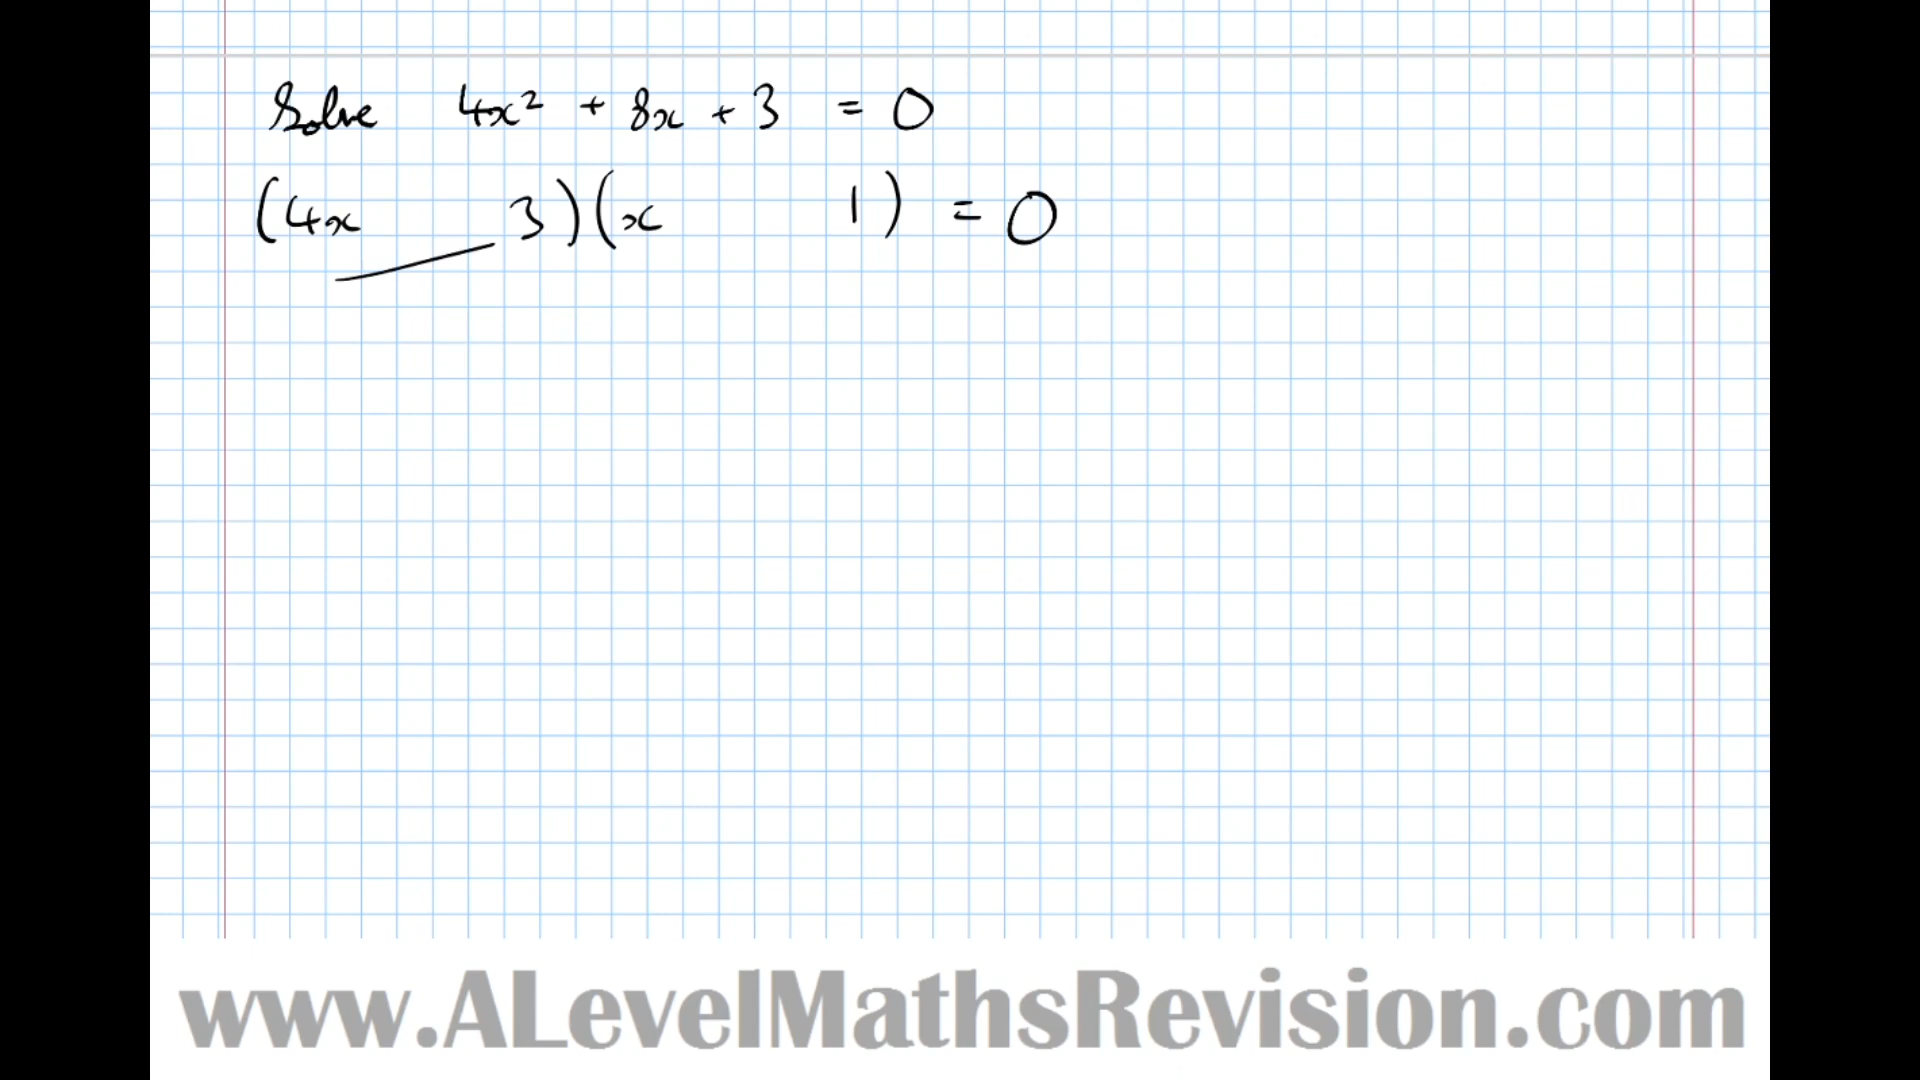 Solve 4x² + 8x + 3 = 0
(4x 3)(x 1) = 0
www.ALevelMathsRevision.com